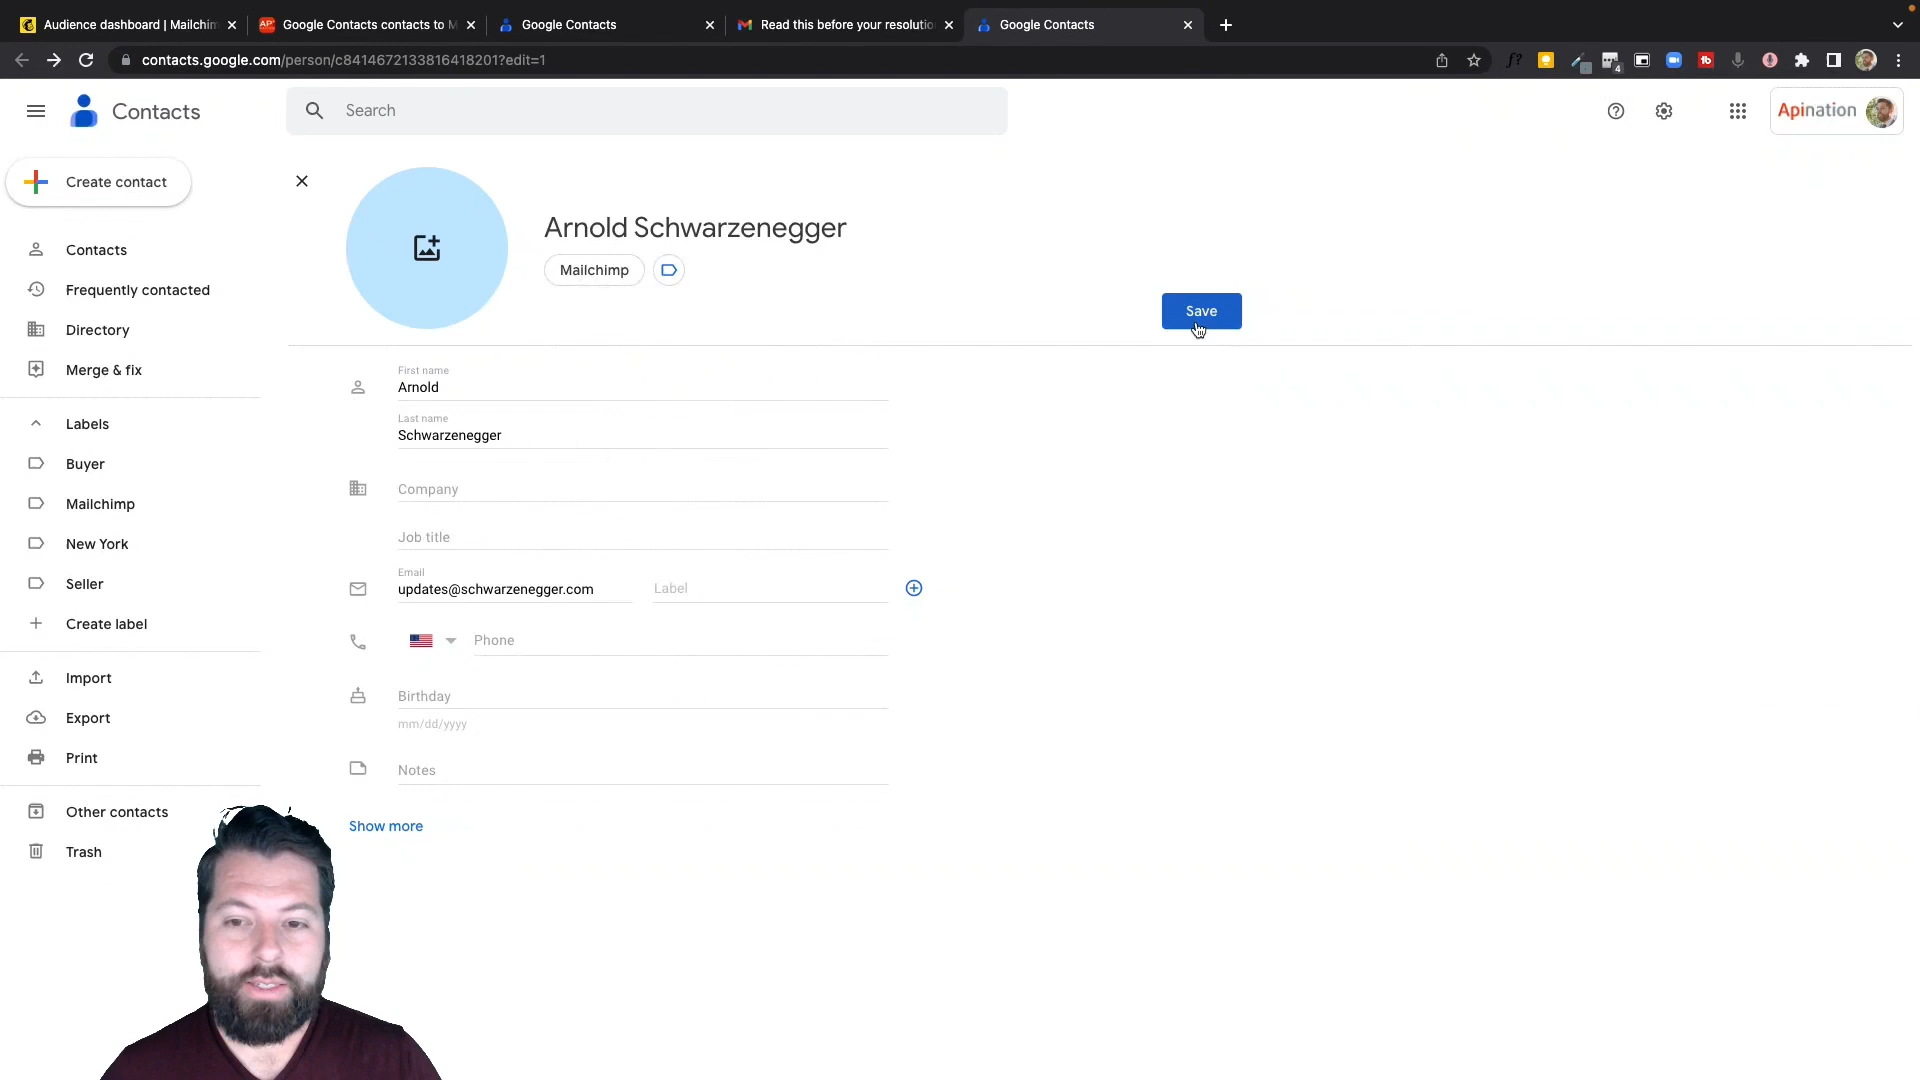 Audience dashboard | Mailchim
Google Contacts contacts to M
Google Contacts
Read this before your resolutio
Google Contacts
contacts.google.com/person/c8414672133816418201?edit=1
Contacts
Search
Apination
Create contact
Contacts
Frequently contacted
Directory
Merge & fix
Labels
Buyer
Mailchimp
New York
Seller
Create label
Import
Export
Print
Other contacts
Trash
Arnold Schwarzenegger
Mailchimp
Save
First name
Arnold
Last name
Schwarzenegger
Company
Job title
Email
updates@schwarzenegger.com
Label
Phone
Birthday
mm/dd/yyyy
Notes
Show more